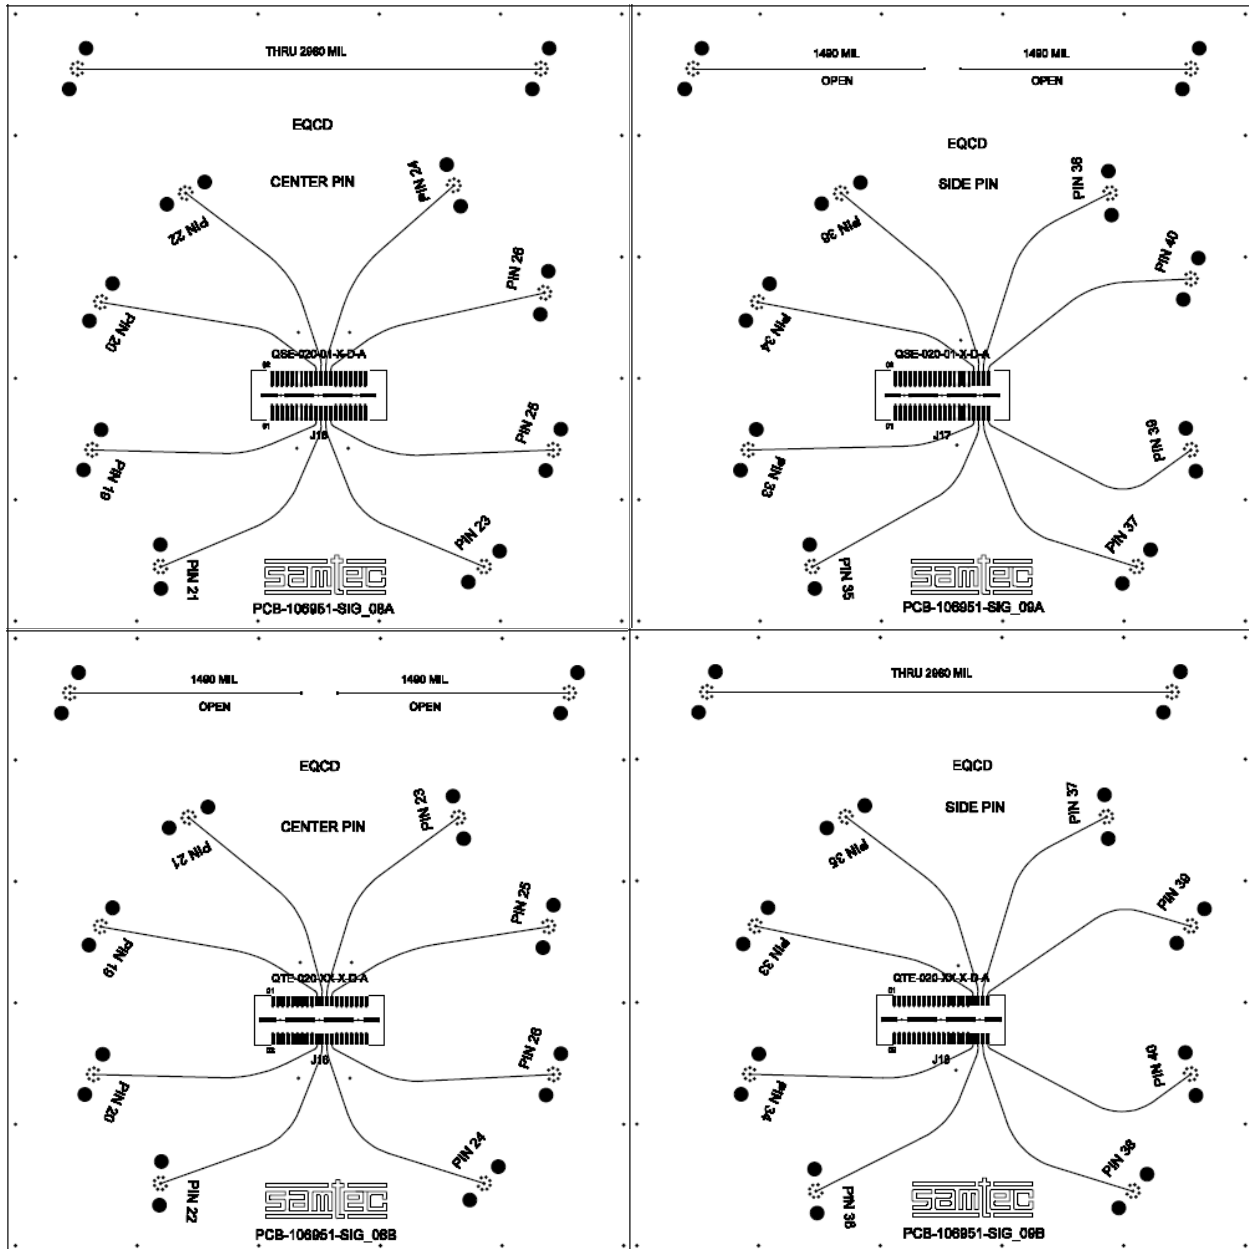 THRU 2960 MIL
EQCD
CENTER PIN
PIN 24
PIN 22
PIN 26
PIN 20
QSE-020-01-X-D-A
J16
PIN 25
PIN 19
PIN 23
PIN 21
samtec
PCB-106951-SIG_08A
1490 MIL
1490 MIL
OPEN
OPEN
EQCD
SIDE PIN
PIN 38
PIN 36
PIN 40
PIN 34
QSE-020-01-X-D-A
J17
PIN 39
PIN 33
PIN 37
PIN 35
samtec
PCB-106951-SIG_09A
1490 MIL
1490 MIL
OPEN
OPEN
EQCD
CENTER PIN
PIN 23
PIN 21
PIN 25
PIN 19
QTE-020-XX-X-D-A
01
J16
PIN 26
PIN 20
PIN 24
PIN 22
samtec
PCB-106951-SIG_08B
THRU 2960 MIL
EQCD
SIDE PIN
PIN 37
PIN 35
PIN 39
PIN 33
QTE-020-XX-X-D-A
01
J18
PIN 40
PIN 34
PIN 38
PIN 36
samtec
PCB-106951-SIG_09B